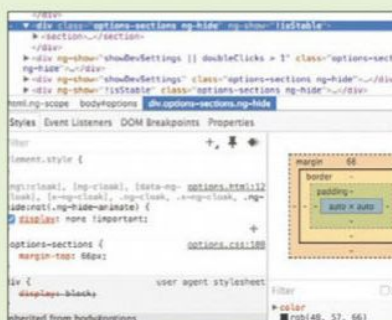 </div>
▼<div class="options-sections ng-hide" ng-show="!isStable">
▶<section>…</section>
</div>
▶<div ng-show="showDevSettings || doubleClicks > 1" class="options-sect
ng-hide">…</div>
▶<div ng-show="showDevSettings" class="options-sections ng-hide">…</div>
▶<div ng-show="!isStable" class="options-sections ng-hide">…</div>
html.ng-scope body#options div.options-sections.ng-hide
Styles Event Listeners DOM Breakpoints Properties
Filter
element.style {
options.html:12
[ng-cloak], [data-ng-
cloak], [x-ng-cloak], .ng-cloak, .x-ng-cloak, .ng-
hide:not(.ng-hide-animate) {
display: none !important;
options-sections { options.css:180
margin-top: 66px;
div { user agent stylesheet
display: block;
Inherited from body#options
margin 66
border -
padding -
auto × auto
Filter
▶color
rgb(48, 57, 66)